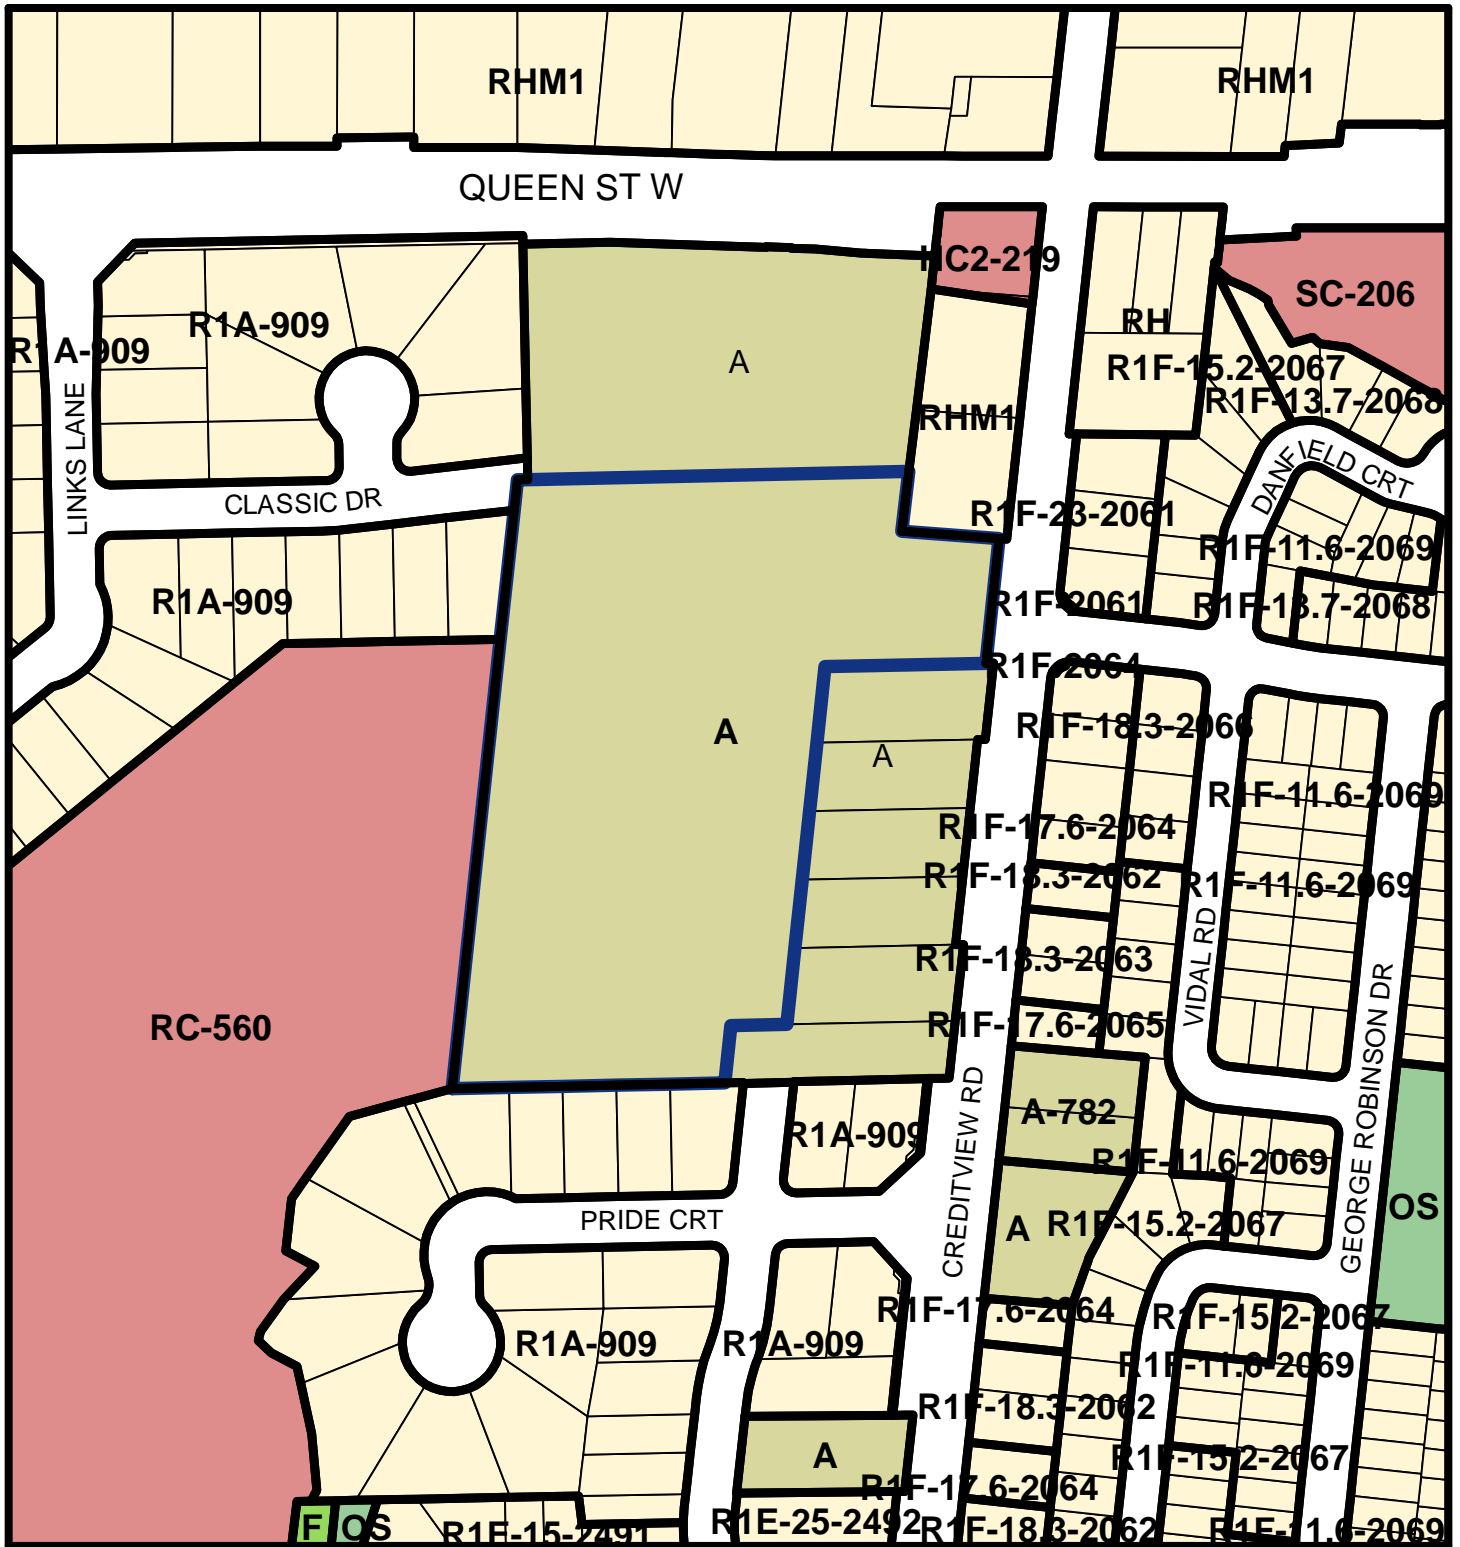 RHM1
RHM1
QUEEN ST W
HC2-219
SC-206
R1A-909
RH
R1A-909
A
R1F-15.2-2067
R1F-13.7-2068
RHM1
LINKS LANE
CLASSIC DR
DANFIELD CRT
R1F-23-2061
R1F-11.6-2069
R1A-909
R1F-2061
R1F-13.7-2068
R1F-2064
A
R1F-18.3-2066
A
R1F-11.6-2069
R1F-17.6-2064
R1F-18.3-2062
R1F-11.6-2069
VIDAL RD
R1F-18.3-2063
RC-560
R1F-17.6-2065
GEORGE ROBINSON DR
A-782
R1A-909
R1F-11.6-2069
CREDITVIEW RD
OS
PRIDE CRT
A
R1F-15.2-2067
R1F-17.6-2064
R1F-15.2-2067
R1A-909
R1A-909
R1F-11.6-2069
R1F-18.3-2062
A
R1F-15.2-2067
R1F-17.6-2064
F
OS
R1E-15-2491
R1E-25-2492
R1F-18.3-2062
R1F-11.6-2069